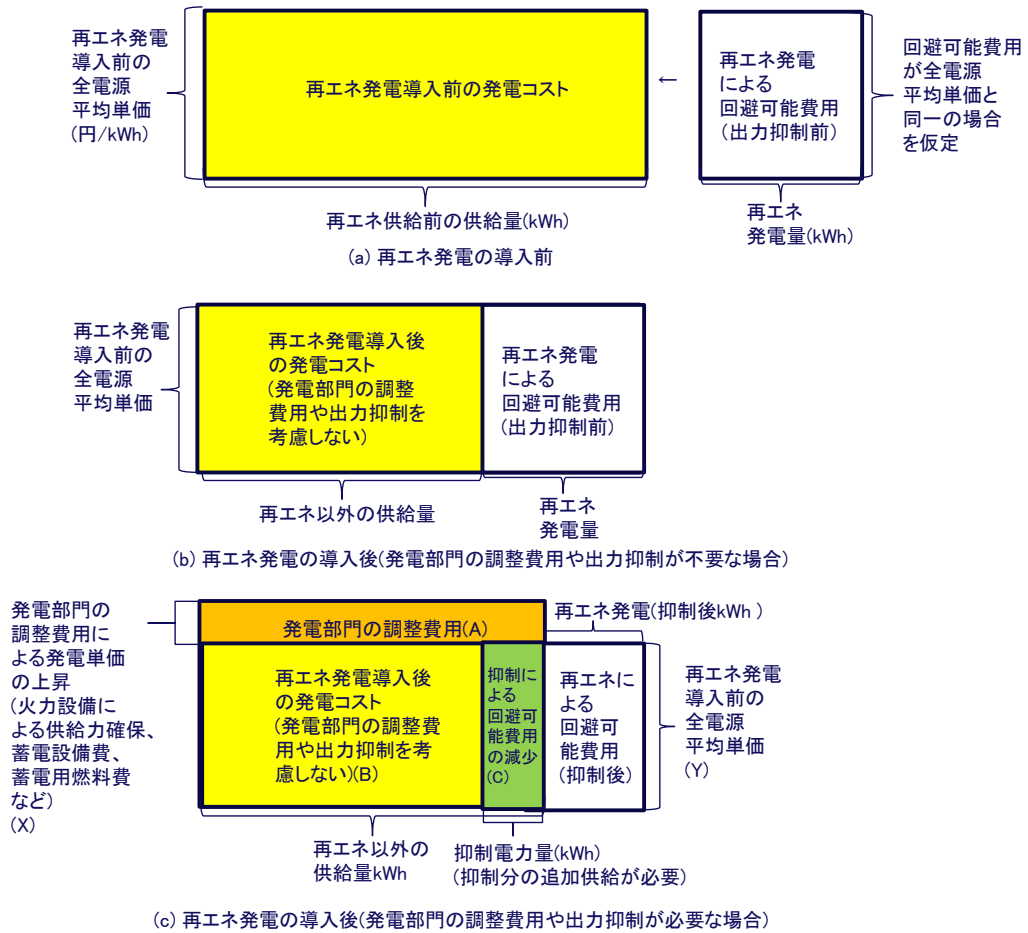 再エネ発電
導入前の
全電源
平均単価
(円/kWh)
再エネ発電導入前の発電コスト
←
再エネ発電
による
回避可能費用
(出力抑制前)
回避可能費用
が全電源
平均単価と
同一の場合
を仮定
再エネ供給前の供給量(kWh)
再エネ
発電量(kWh)
(a) 再エネ発電の導入前
再エネ発電
導入前の
全電源
平均単価
再エネ発電導入後
の発電コスト
(発電部門の調整
費用や出力抑制を
考慮しない)
再エネ発電
による
回避可能費用
(出力抑制前)
再エネ以外の供給量
再エネ
発電量
(b) 再エネ発電の導入後(発電部門の調整費用や出力抑制が不要な場合)
発電部門の
調整費用に
よる発電単価
の上昇
(火力設備に
よる供給力確保、
蓄電設備費、
蓄電用燃料費
など)
(X)
発電部門の調整費用(A)
再エネ発電(抑制後kWh )
再エネ発電導入後
の発電コスト
(発電部門の調整費
用や出力抑制を考
慮しない)(B)
抑制に
よる
回避可
能費用
の減少
(C)
再エネに
よる
回避可
能費用
(抑制後)
再エネ発電
導入前の
全電源
平均単価
(Y)
再エネ以外の
供給量kWh
抑制電力量(kWh)
(抑制分の追加供給が必要)
(c) 再エネ発電の導入後(発電部門の調整費用や出力抑制が必要な場合)